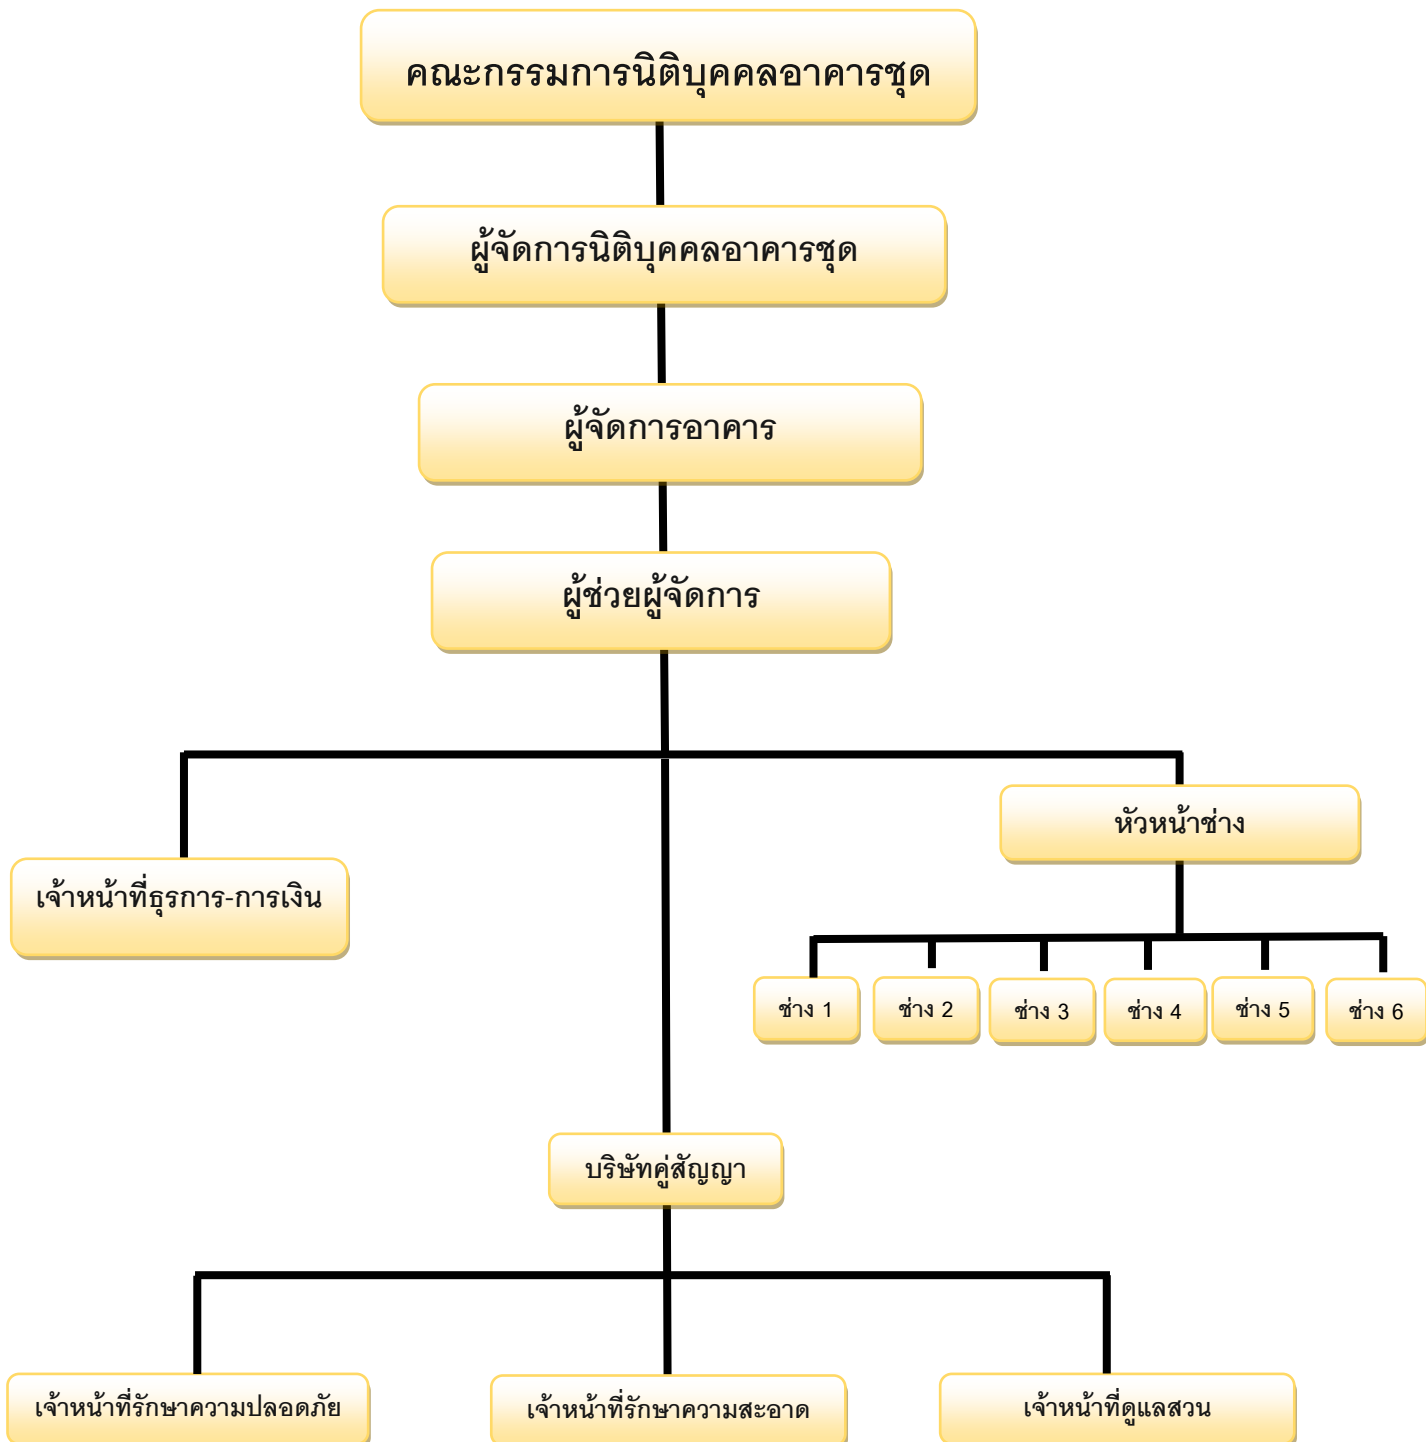 คณะกรรมการนิติบุคคลอาคารชุด
ผู้จัดการนิติบุคคลอาคารชุด
ผู้จัดการอาคาร
ผู้ช่วยผู้จัดการ
หัวหน้าช่าง
เจ้าหน้าที่ธุรการ-การเงิน
ช่าง 1
ช่าง 2
ช่าง 3
ช่าง 4
ช่าง 5
ช่าง 6
บริษัทคู่สัญญา
เจ้าหน้าที่รักษาความปลอดภัย
เจ้าหน้าที่รักษาความสะอาด
เจ้าหน้าที่ดูแลสวน